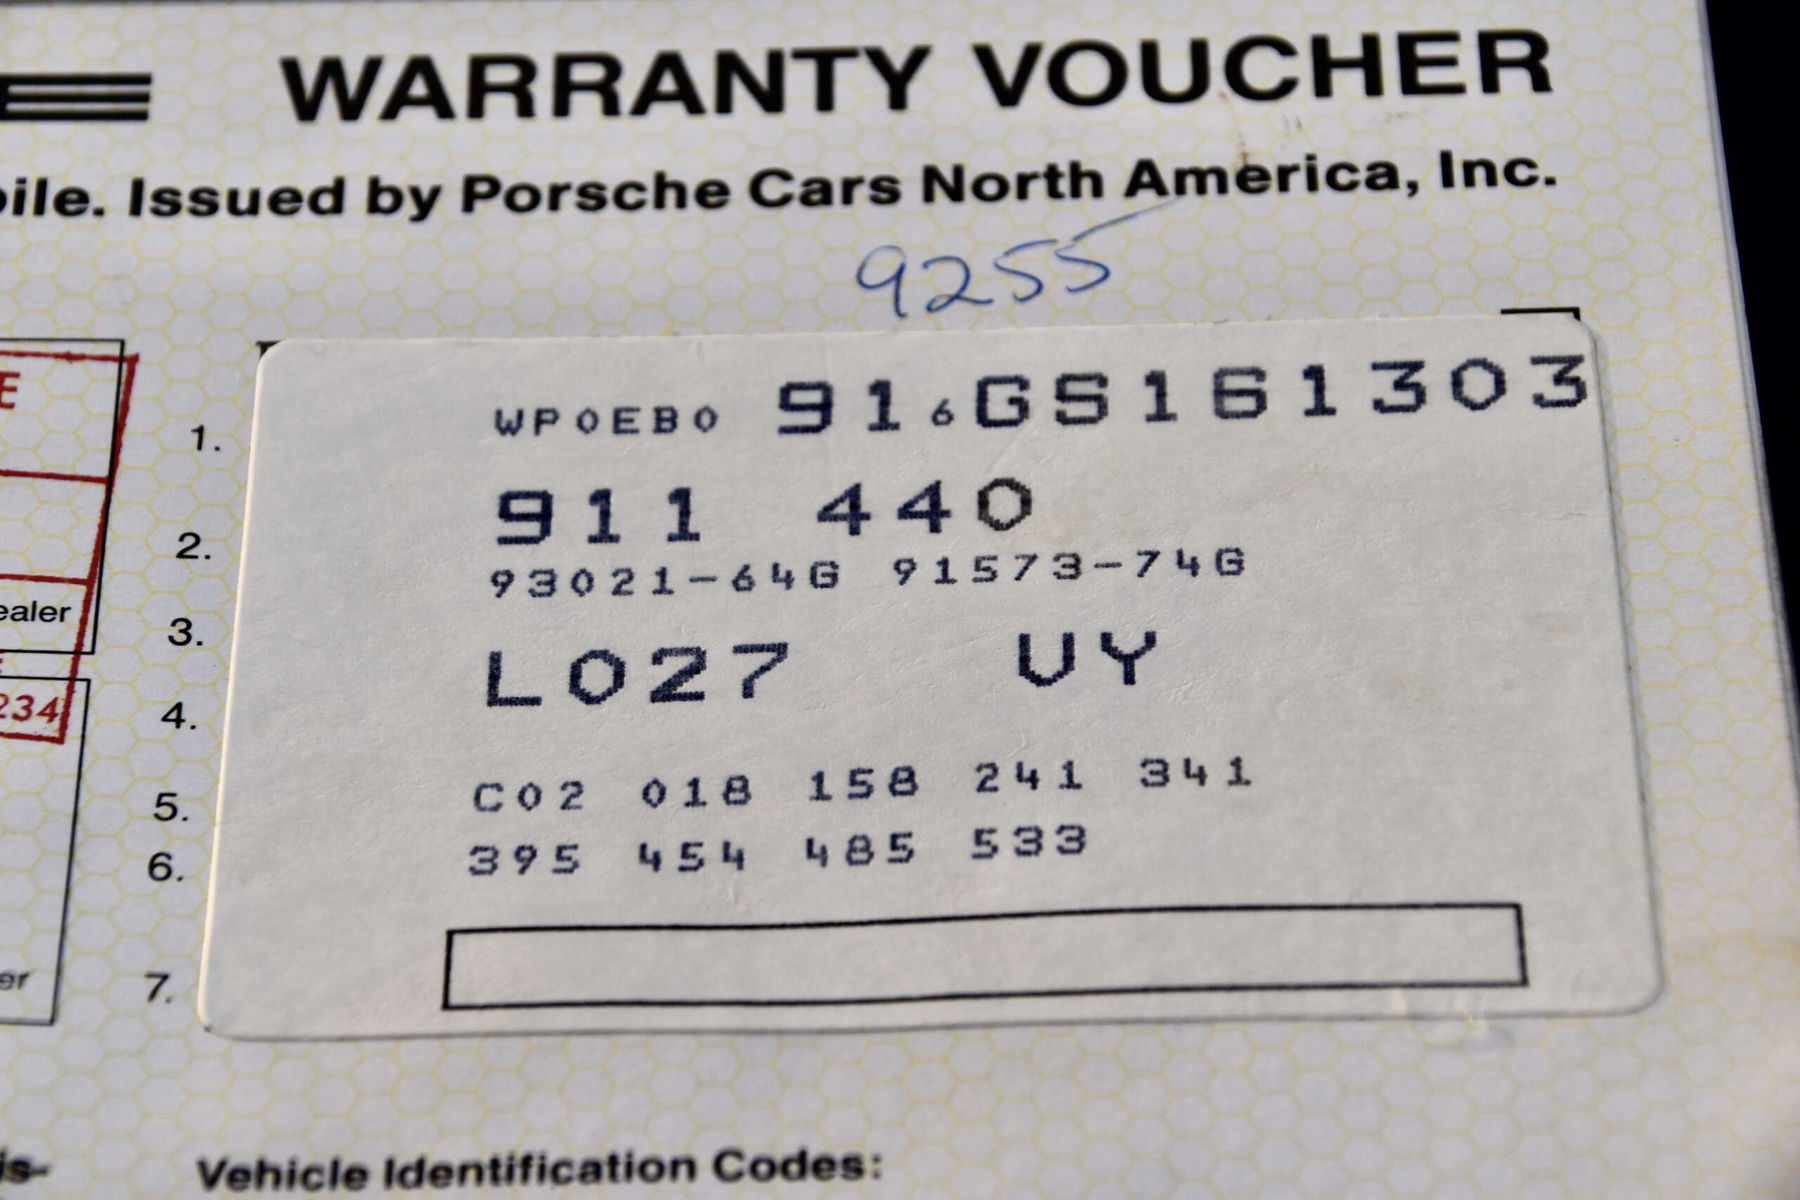 WARRANTY VOUCHER
bile. Issued by Porsche Cars North America, Inc.
9255
E
ealer
234
er
1. WP0EB0 91 6 GS161303
2. 911 440
93021-64G 91573-74G
3.
4. L027 UY
5. C02 018 158 241 341
6. 395 454 485 533
7.
is-
Vehicle Identification Codes: